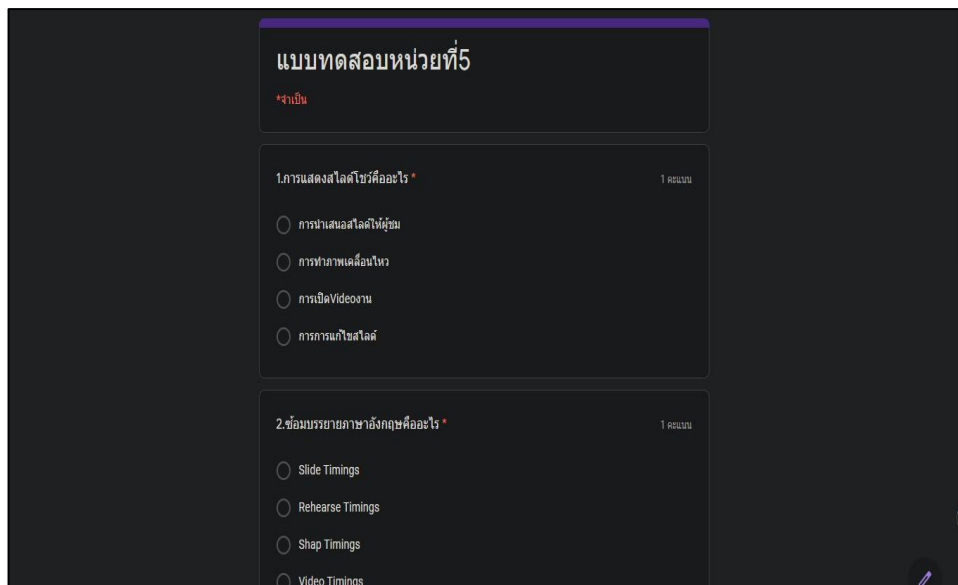 แบบทดสอบหน่วยที่5
*จำเป็น
1.การแสดงสไลด์โชว์คืออะไร * 1 คะแนน
การนำเสนอสไลด์ให้ผู้ชม
การทำภาพเคลื่อนไหว
การเปิดVideoงาน
การการแก้ไขสไลด์
2.ซ้อมบรรยายภาษาอังกฤษคืออะไร * 1 คะแนน
Slide Timings
Rehearse Timings
Shap Timings
Video Timings